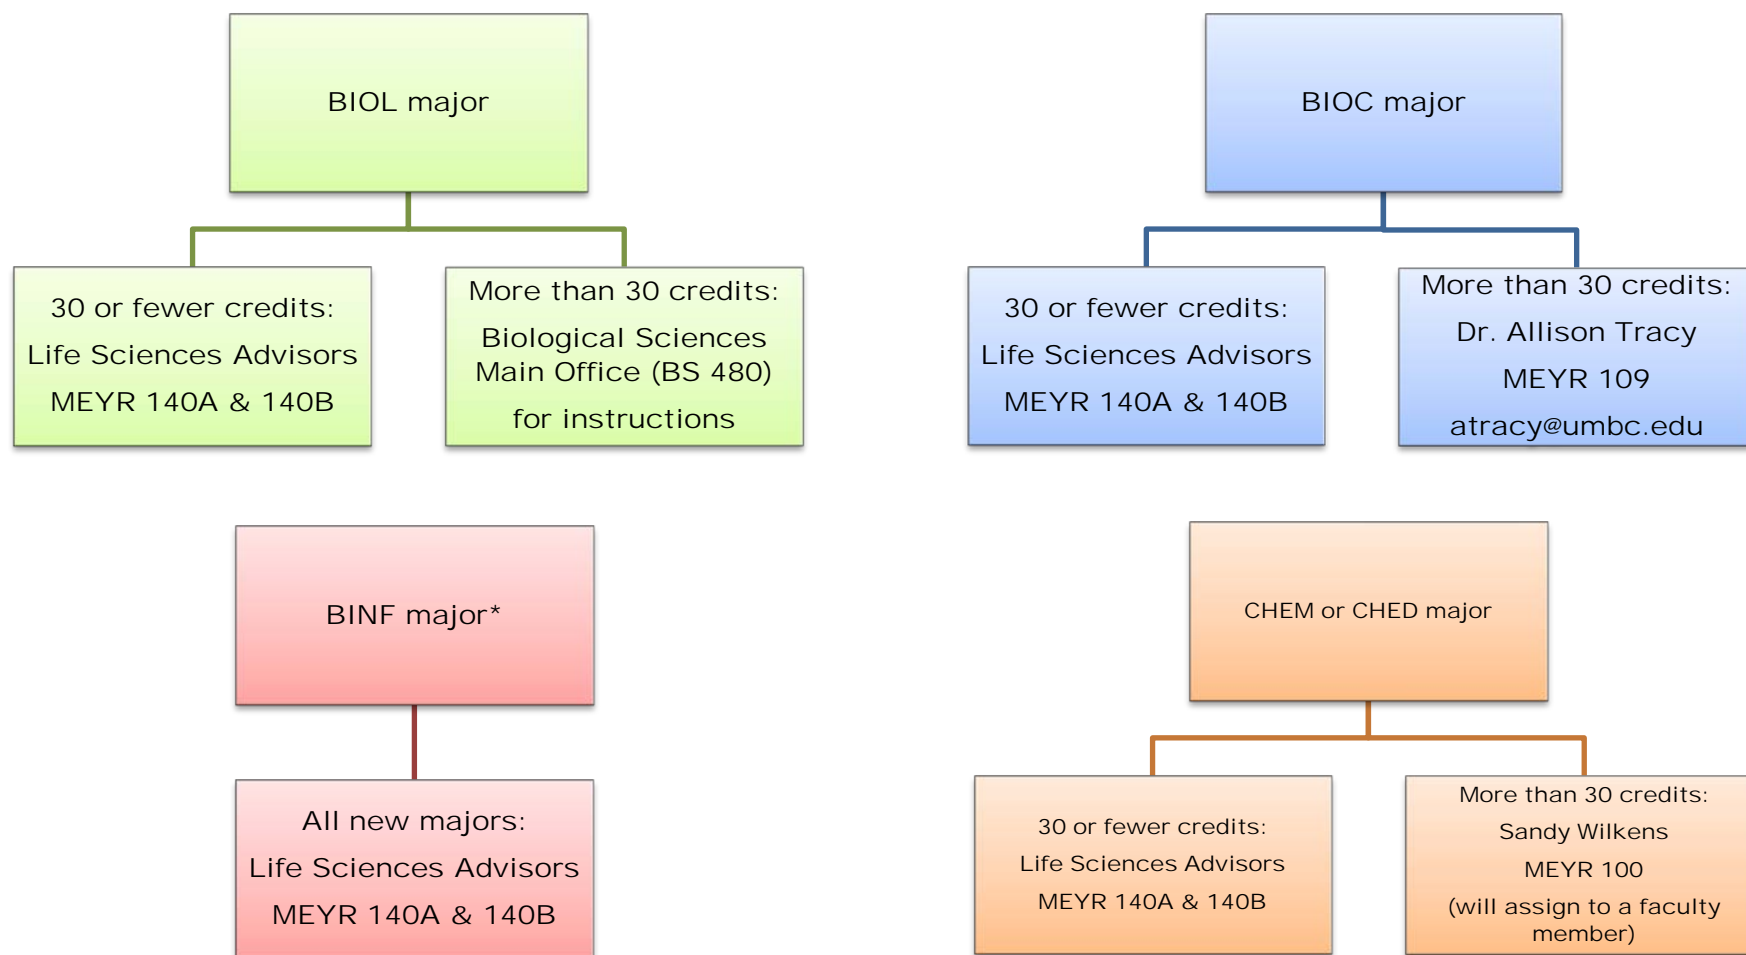 BIOL major
30 or fewer credits:
Life Sciences Advisors
MEYR 140A & 140B
More than 30 credits:
Biological Sciences
Main Office (BS 480)
for instructions
BIOC major
30 or fewer credits:
Life Sciences Advisors
MEYR 140A & 140B
More than 30 credits:
Dr. Allison Tracy
MEYR 109
atracy@umbc.edu
BINF major*
All new majors:
Life Sciences Advisors
MEYR 140A & 140B
CHEM or CHED major
30 or fewer credits:
Life Sciences Advisors
MEYR 140A & 140B
More than 30 credits:
Sandy Wilkens
MEYR 100
(will assign to a faculty
member)